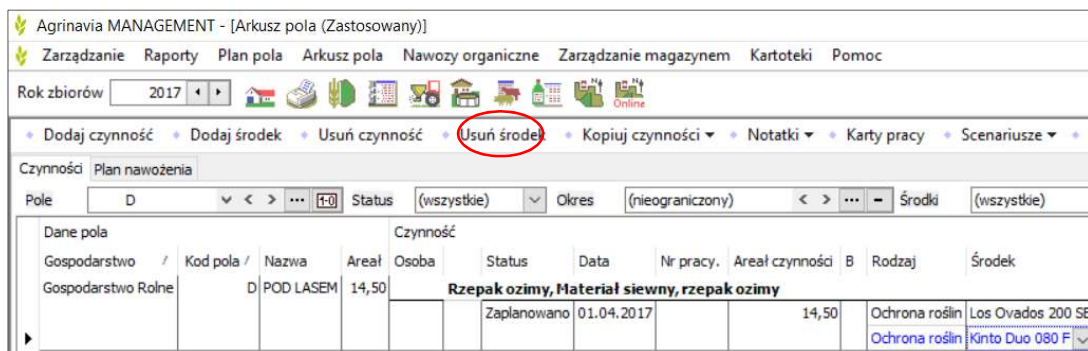 Agrinavia MANAGEMENT - [Arkusz pola (Zastosowany)]
Zarządzanie Raporty Plan pola Arkusz pola Nawozy organiczne Zarządzanie magazynem Kartoteki Pomoc
Rok zbiorów 2017 Online
Dodaj czynność Dodaj środek Usuń czynność Usuń środek Kopiuj czynności Notatki Karty pracy Scenariusze
Czynności Plan nawożenia
Pole D 1-0 Status (wszystkie) Okres (nieograniczony) Środki (wszystkie)
Dane pola Czynność
Gospodarstwo / Kod pola / Nazwa Areał Osoba Status Data Nr pracy. Areał czynności B Rodzaj Środek
Gospodarstwo Rolne D POD LASEM 14,50 Rzepak ozimy, Materiał siewny, rzepak ozimy
Zaplanowano 01.04.2017 14,50 Ochrona roślin Los Ovados 200 SE
Ochrona roślin Kinto Duo 080 F